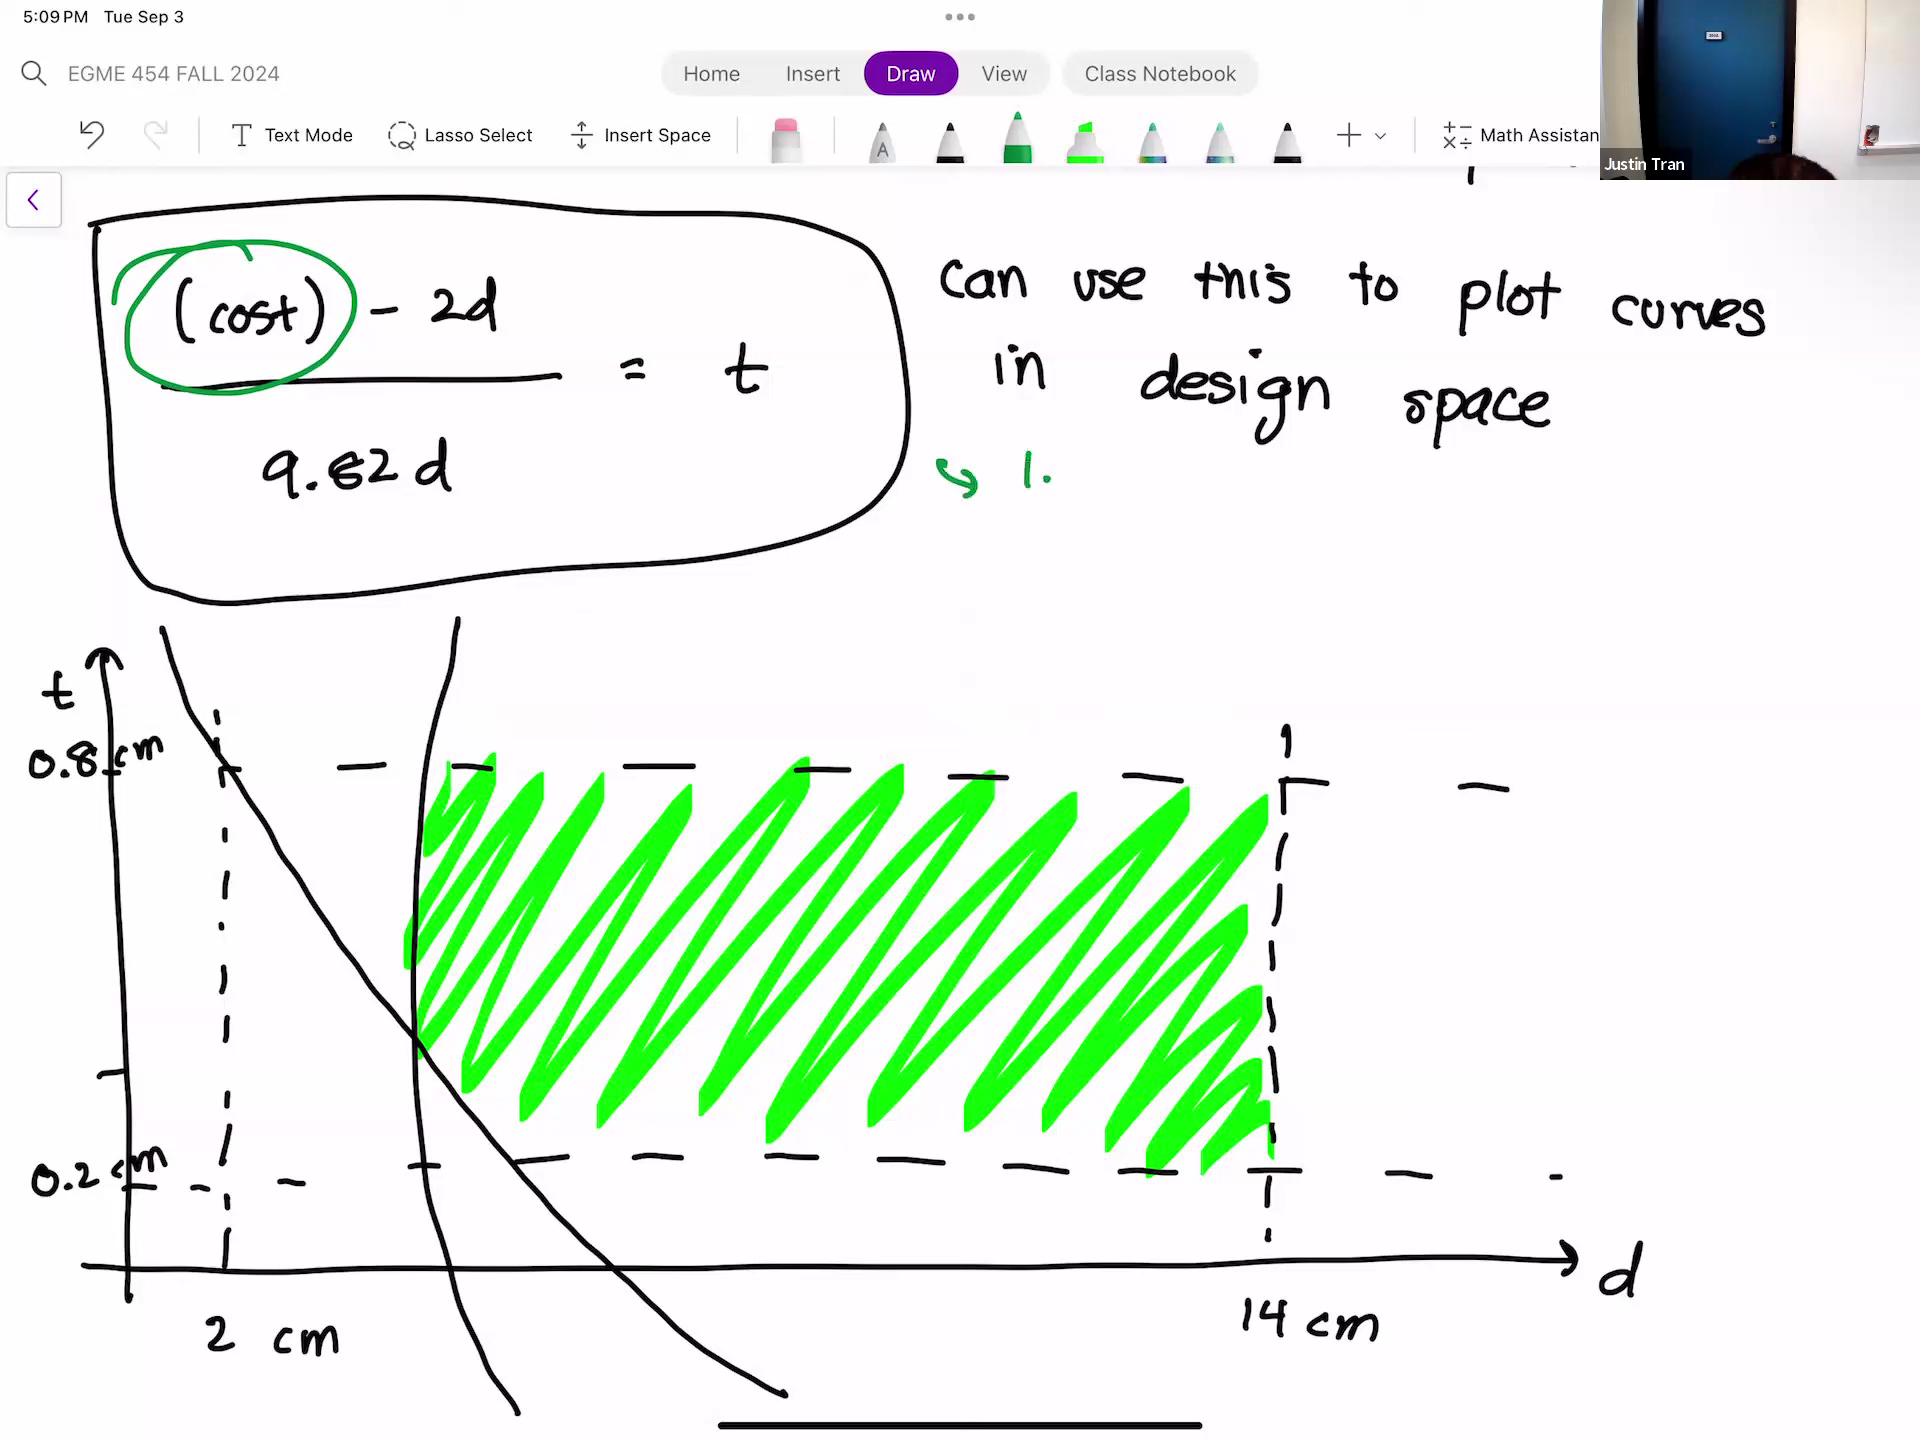 5:09 PM Tue Sep 3
EGME 454 FALL 2024
Home Insert Draw View Class Notebook
Text Mode Lasso Select Insert Space A Math Assistan
Justin Tran
(cost) - 2d
9.82 d
= t
can use this to plot curves
in design space
↳ 1.
t
0.8 cm
0.2 cm
d
2 cm
14 cm